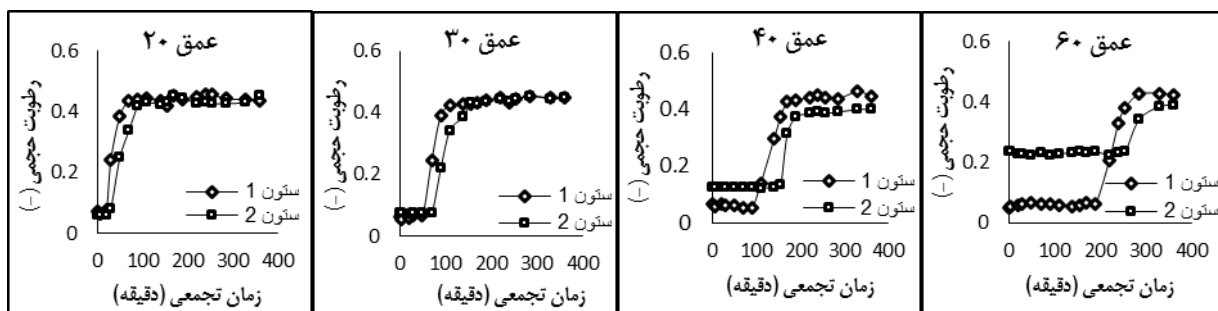 عمق ۲۰
0.6
0.4
0.2
0
0 100 200 300 400
رطوبت حجمی (-)
زمان تجمعی (دقیقه)
ستون 1
ستون 2
عمق ۳۰
0.6
0.4
0.2
0
0 100 200 300 400
رطوبت حجمی (-)
زمان تجمعی (دقیقه)
ستون 1
ستون 2
عمق ۴۰
0.6
0.4
0.2
0
0 100 200 300 400
رطوبت حجمی (-)
زمان تجمعی (دقیقه)
ستون 1
ستون 2
عمق ۶۰
0.6
0.4
0.2
0
0 100 200 300 400
رطوبت حجمی (-)
زمان تجمعی (دقیقه)
ستون 1
ستون 2